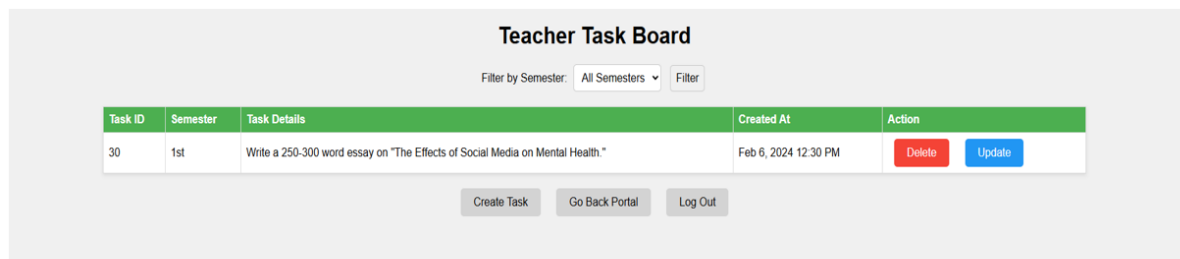 Teacher Task Board
Filter by Semester: All Semesters Filter
Task ID Semester Task Details Created At Action
30 1st Write a 250-300 word essay on "The Effects of Social Media on Mental Health." Feb 6, 2024 12:30 PM Delete Update
Create Task Go Back Portal Log Out